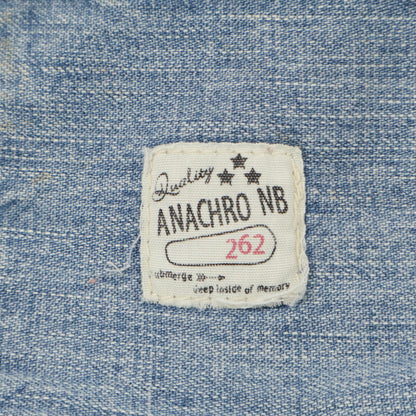 Quality
ANACHRO NB
262
submerge
deep inside of memory